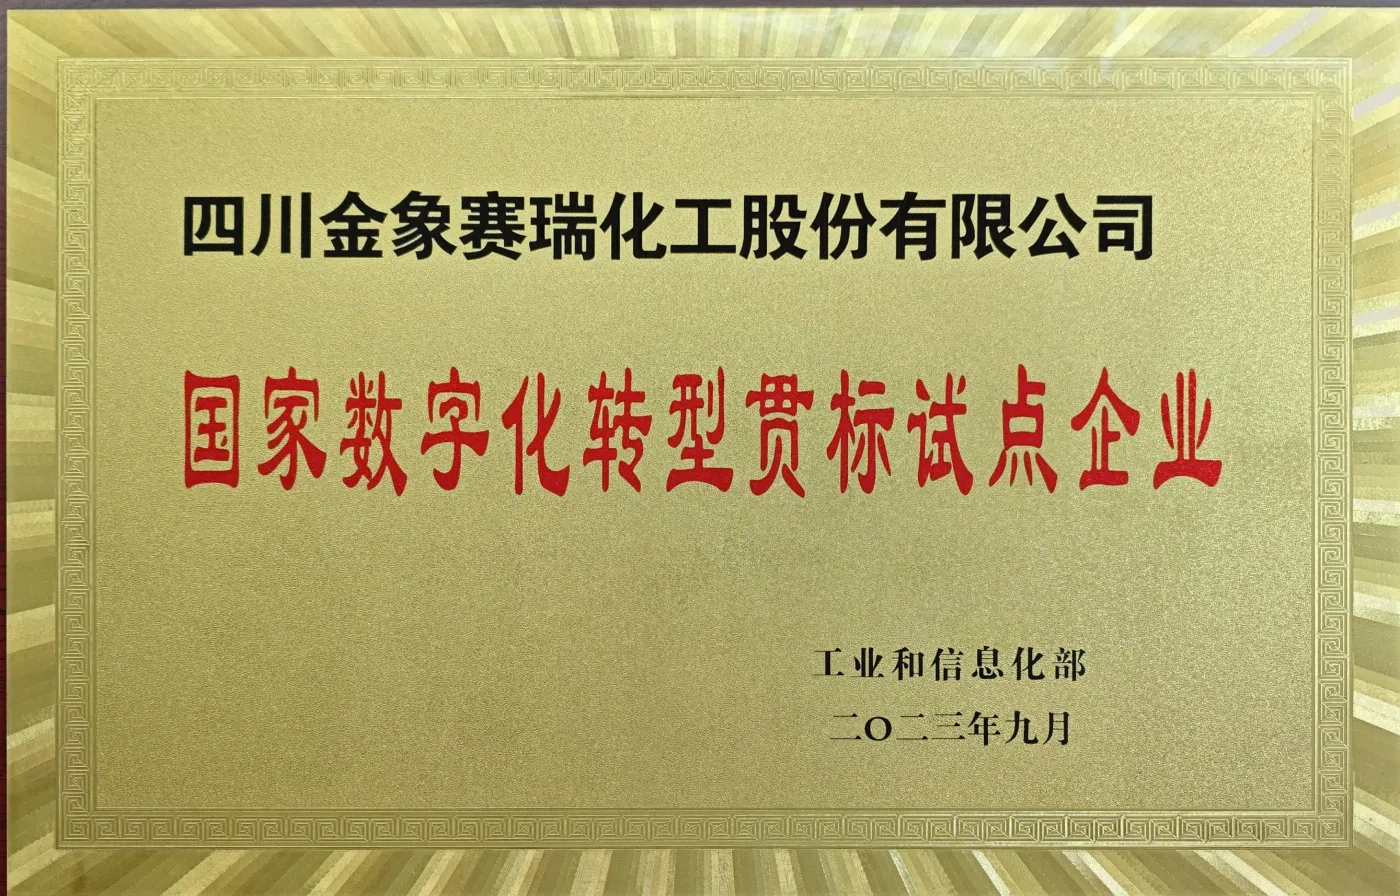 四川金象赛瑞化工股份有限公司
国家数字化转型贯标试点企业
工业和信息化部
二〇二三年九月